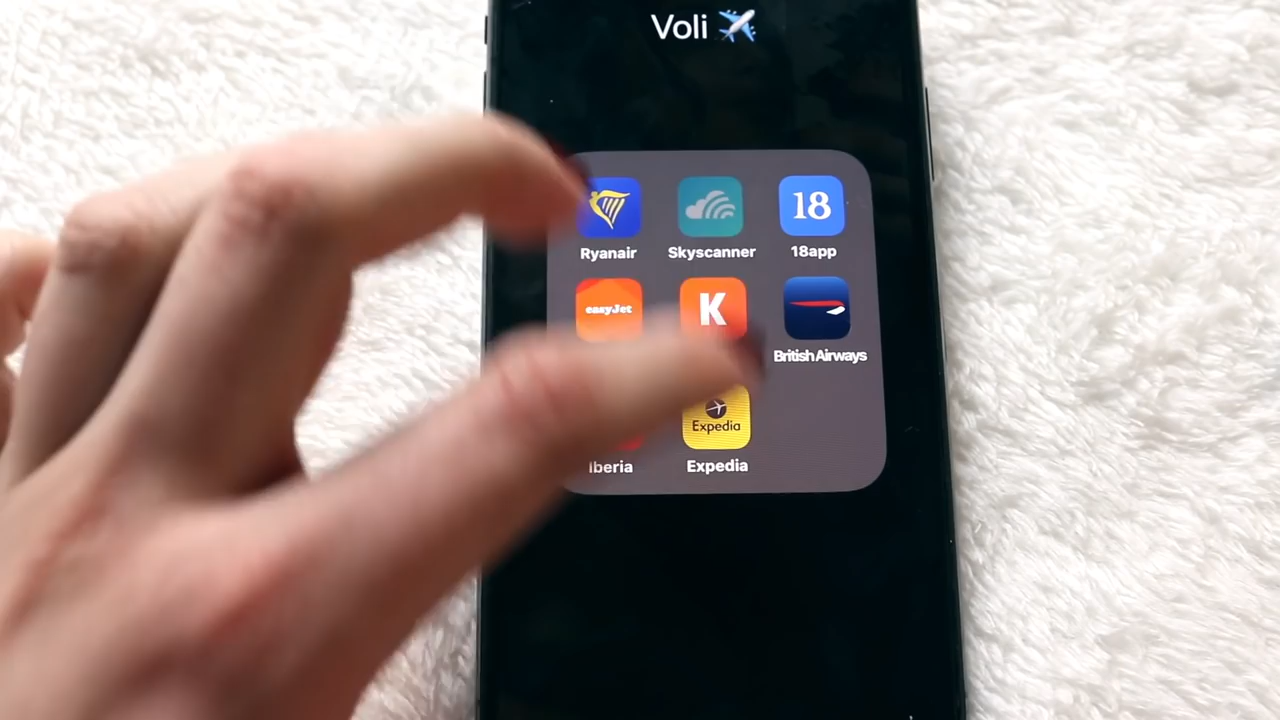 Voli ✈️
18
Ryanair Skyscanner 18app
easyJet K
British Airways
Expedia
Iberia Expedia